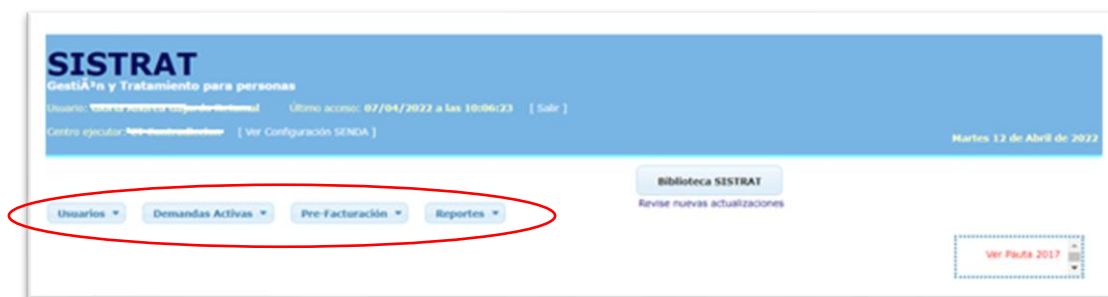 SISTRAT
GestiÃ³n y Tratamiento para personas
Usuario: Último acceso: 07/04/2022 a las 10:06:23 [ Salir ]
Centro ejecutor: [ Ver Configuración SENDA ]
Martes 12 de Abril de 2022
Biblioteca SISTRAT
Revise nuevas actualizaciones
Usuarios Demandas Activas Pre-Facturación Reportes
Ver Pauta 2017